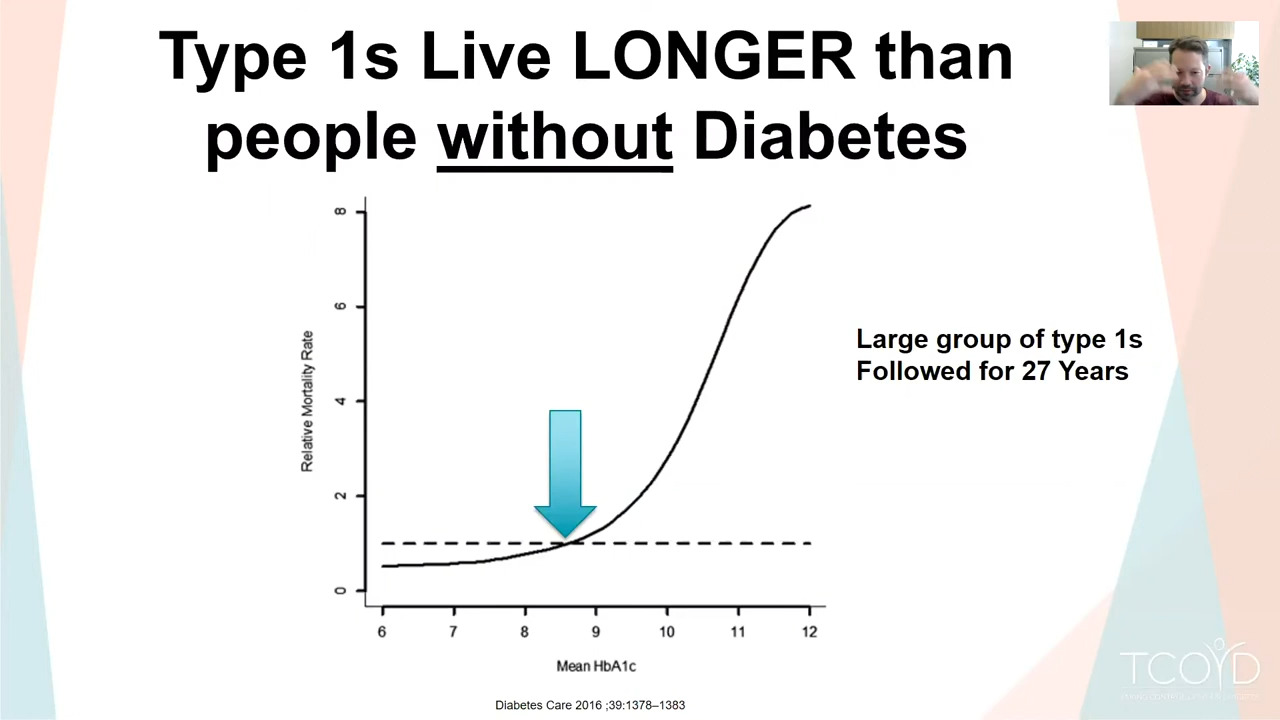 Type 1s Live LONGER than
people without Diabetes
Relative Mortality Rate
8
6
4
2
0
6 7 8 9 10 11 12
Mean HbA1c
Large group of type 1s
Followed for 27 Years
Diabetes Care 2016 ;39:1378–1383
TCOYD